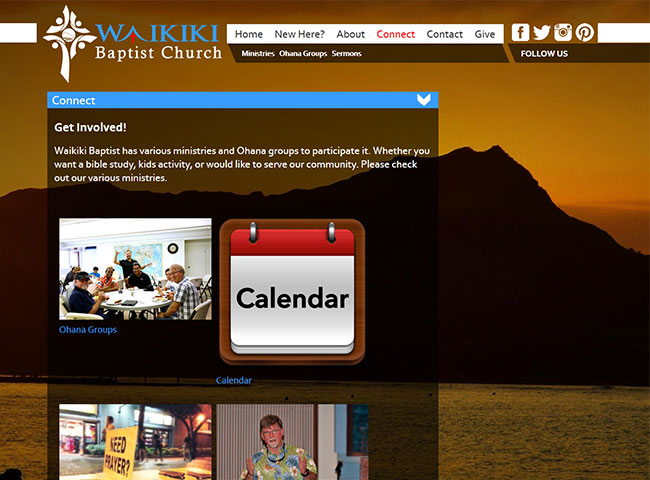 WAIKIKI
Baptist Church
Home New Here? About Connect Contact Give
Ministries Ohana Groups Sermons
FOLLOW US
Connect
Get Involved!
Waikiki Baptist has various ministries and Ohana groups to participate it. Whether you
want a bible study, kids activity, or would like to serve our community. Please check
out our various ministries.
Calendar
Ohana Groups
Calendar
NEED
PRAYER?